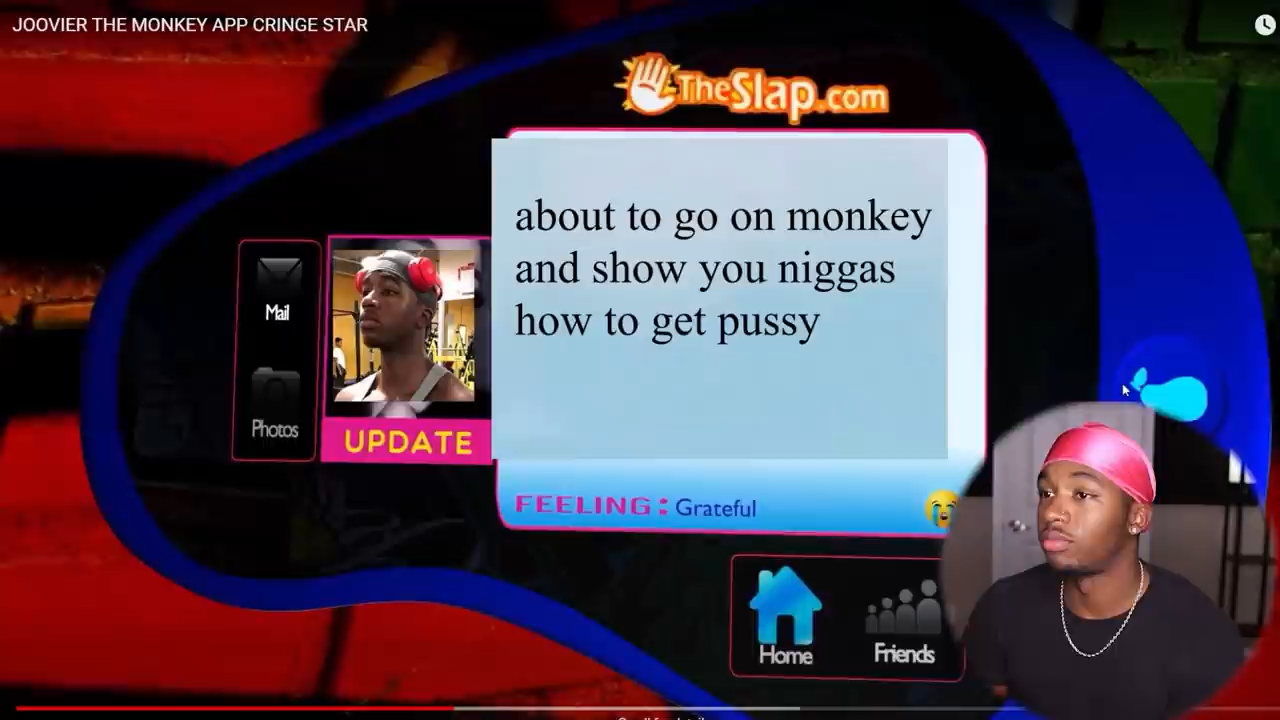 JOOVIER THE MONKEY APP CRINGE STAR
TheSlap.com
about to go on monkey
and show you niggas
how to get pussy
Mail
Photos
UPDATE
FEELING: Grateful
Home
Friends